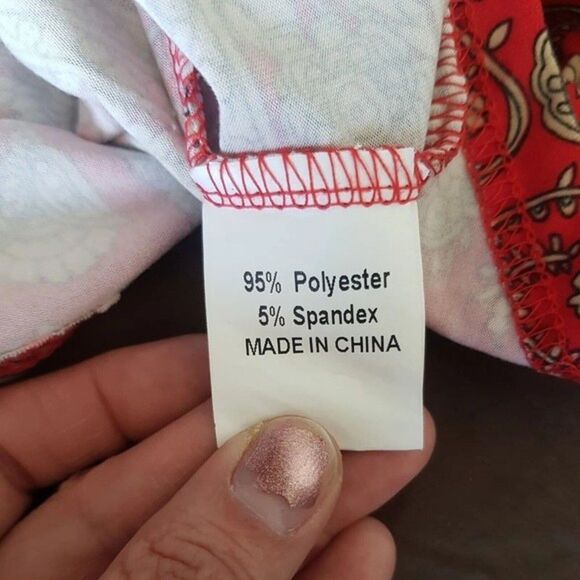 95% Polyester
5% Spandex
MADE IN CHINA